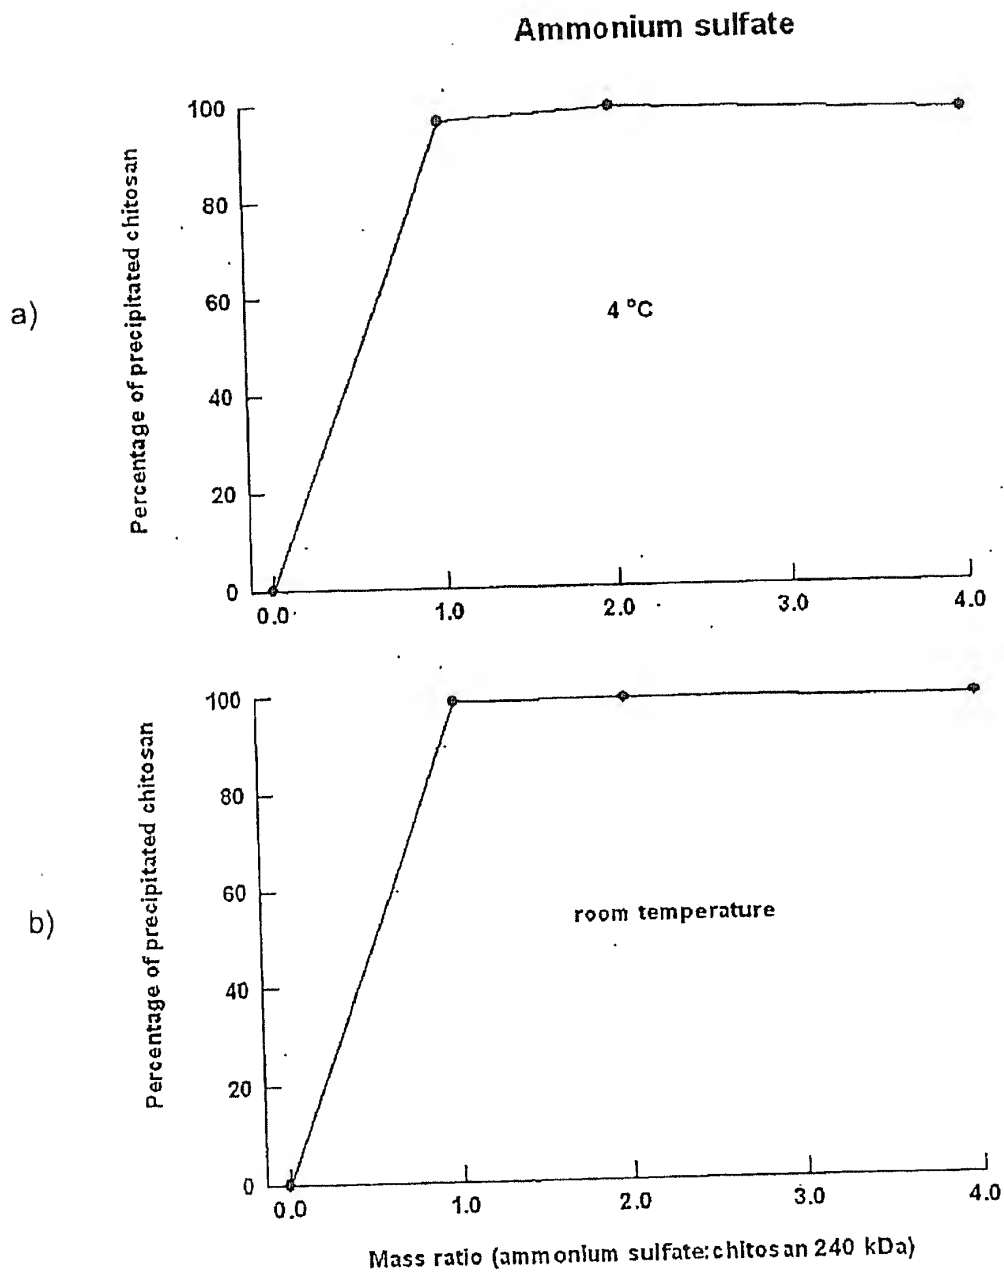 Ammonium sulfate
a)
Percentage of precipitated chitosan
100
80
60
40
20
0
4 °C
0.0
1.0
2.0
3.0
4.0
b)
Percentage of precipitated chitosan
100
80
60
40
20
0
room temperature
0.0
1.0
2.0
3.0
4.0
Mass ratio (ammonium sulfate:chitosan 240 kDa)